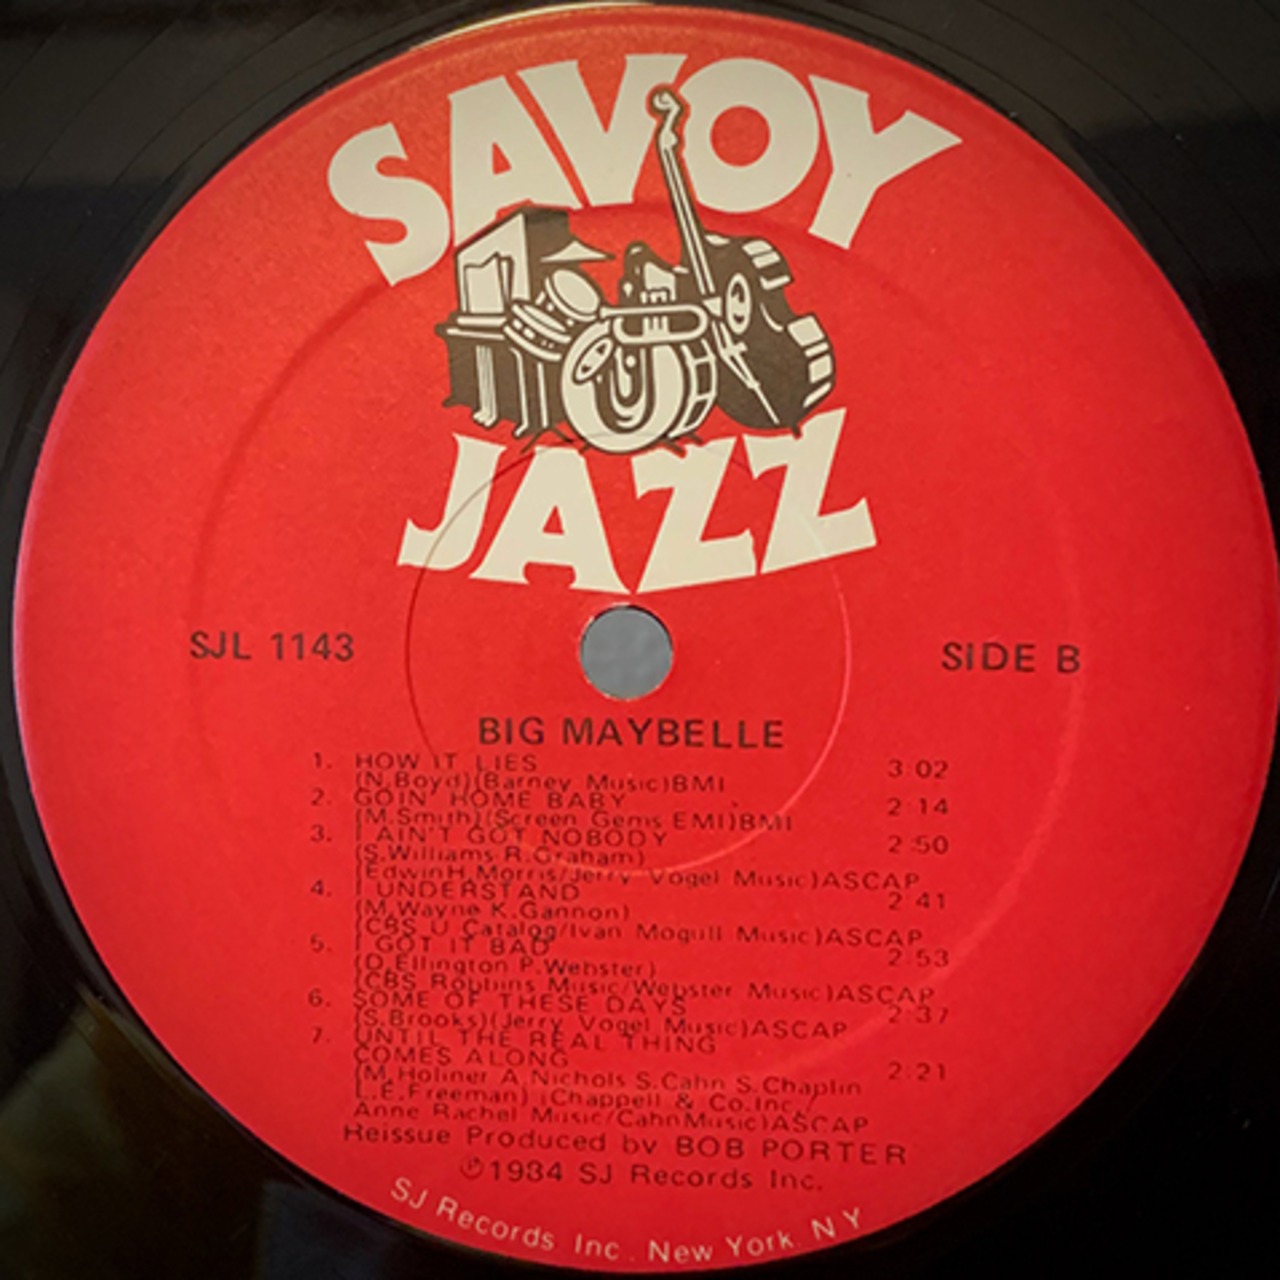 SAVOY
JAZZ
SJL 1143
SIDE B
BIG MAYBELLE
1. HOW IT LIES 3:02
(N.Boyd)(Barney Music)BMI
2. GOIN' HOME BABY 2:14
(M.Smith)(Screen Gems EMI)BMI
3. I AIN'T GOT NOBODY 2:50
(S.Williams-R.Graham)
(EdwinH.Morris/Jerry Vogel Music)ASCAP
4. I UNDERSTAND 2:41
(M.Wayne K.Gannon)
(CBS U Catalog/Ivan Mogull Music)ASCAP
5. I GOT IT BAD 2:53
(D.Ellington P.Webster)
(CBS Robbins Music/Webster Music)ASCAP
6. SOME OF THESE DAYS 2:37
(S.Brooks)(Jerry Vogel Music)ASCAP
7. UNTIL THE REAL THING
COMES ALONG 2:21
(M.Holiner A.Nichols S.Cahn S.Chaplin
L.E.Freeman) (Chappell & Co.Inc./
Anne Rachel Music/CahnMusic)ASCAP
Reissue Produced by BOB PORTER
℗1984 SJ Records Inc.
SJ Records Inc. New York. N Y